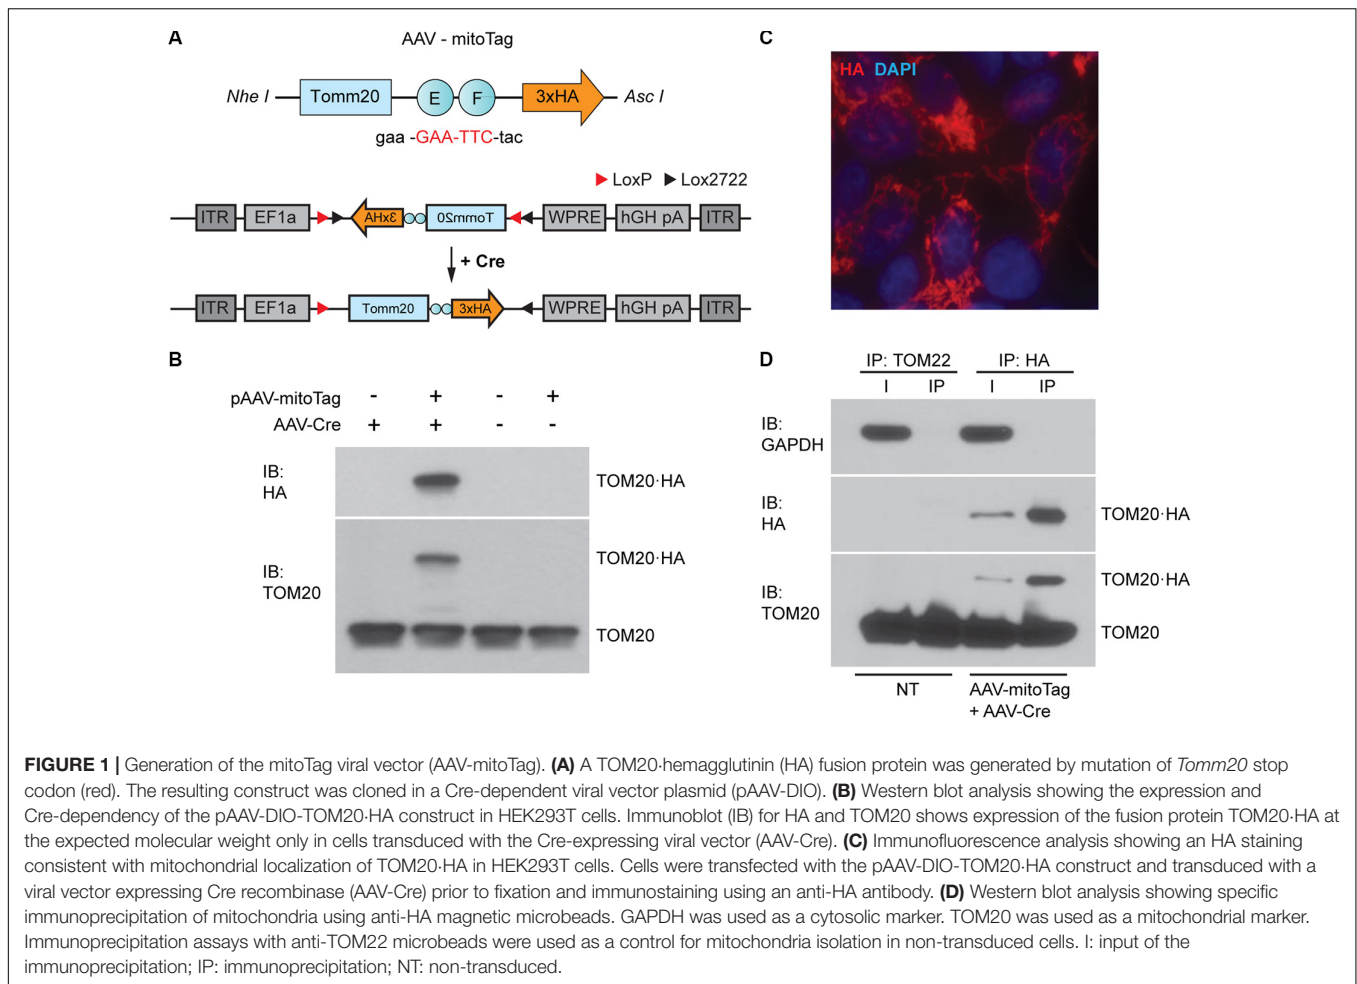 A
AAV - mitoTag
Nhe I
Tomm20
E
F
3xHA
Asc I
gaa -GAA-TTC-tac
LoxP
Lox2722
ITR
EF1a
3xHA
Tomm20
WPRE
hGH pA
ITR
+ Cre
ITR
EF1a
Tomm20
3xHA
WPRE
hGH pA
ITR
B
pAAV-mitoTag
- + - +
AAV-Cre
+ + - -
IB:
HA
TOM20·HA
IB:
TOM20
TOM20·HA
TOM20
C
HA DAPI
D
IP: TOM22
IP: HA
I IP I IP
IB:
GAPDH
IB:
HA
TOM20·HA
IB:
TOM20
TOM20·HA
TOM20
NT
AAV-mitoTag
+ AAV-Cre
FIGURE 1 | Generation of the mitoTag viral vector (AAV-mitoTag). (A) A TOM20·hemagglutinin (HA) fusion protein was generated by mutation of Tomm20 stop
codon (red). The resulting construct was cloned in a Cre-dependent viral vector plasmid (pAAV-DIO). (B) Western blot analysis showing the expression and
Cre-dependency of the pAAV-DIO-TOM20·HA construct in HEK293T cells. Immunoblot (IB) for HA and TOM20 shows expression of the fusion protein TOM20·HA at
the expected molecular weight only in cells transduced with the Cre-expressing viral vector (AAV-Cre). (C) Immunofluorescence analysis showing an HA staining
consistent with mitochondrial localization of TOM20·HA in HEK293T cells. Cells were transfected with the pAAV-DIO-TOM20·HA construct and transduced with a
viral vector expressing Cre recombinase (AAV-Cre) prior to fixation and immunostaining using an anti-HA antibody. (D) Western blot analysis showing specific
immunoprecipitation of mitochondria using anti-HA magnetic microbeads. GAPDH was used as a cytosolic marker. TOM20 was used as a mitochondrial marker.
Immunoprecipitation assays with anti-TOM22 microbeads were used as a control for mitochondria isolation in non-transduced cells. I: input of the
immunoprecipitation; IP: immunoprecipitation; NT: non-transduced.